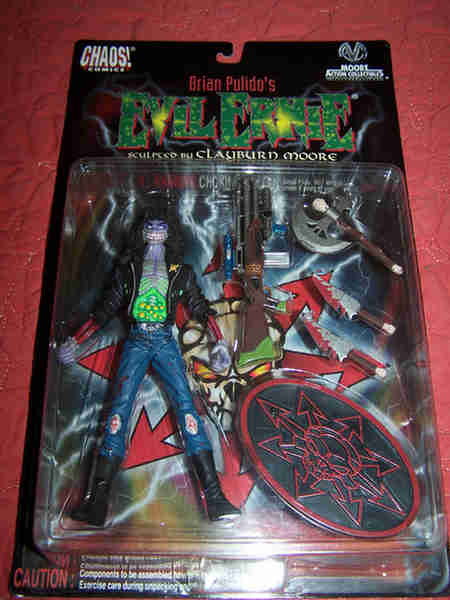 CHAOS!
COMICS
MOORE
ACTION COLLECTIBLES
Brian Pulido's
EVIL ERNIE
SCULPTED BY CLAYBURN MOORE
CAUTION:
Components to be assembled
Exercise care during unpacking and